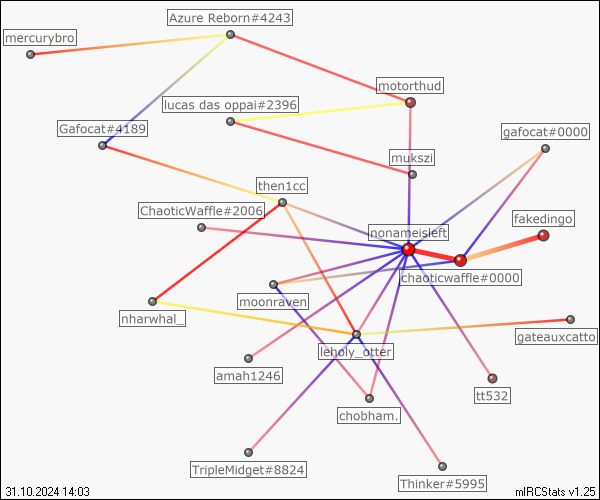 Azure Reborn#4243
mercurybro
motorthud
lucas das oppai#2396
Gafocat#4189
gafocat#0000
mukszi
then1cc
ChaoticWaffle#2006
fakedingo
nonameisleft
chaoticwaffle#0000
moonraven
nharwhal_
gateauxcatto
leholy_otter
amah1246
tt532
chobham.
TripleMidget#8824
Thinker#5995
31.10.2024 14:03
mIRCStats v1.25